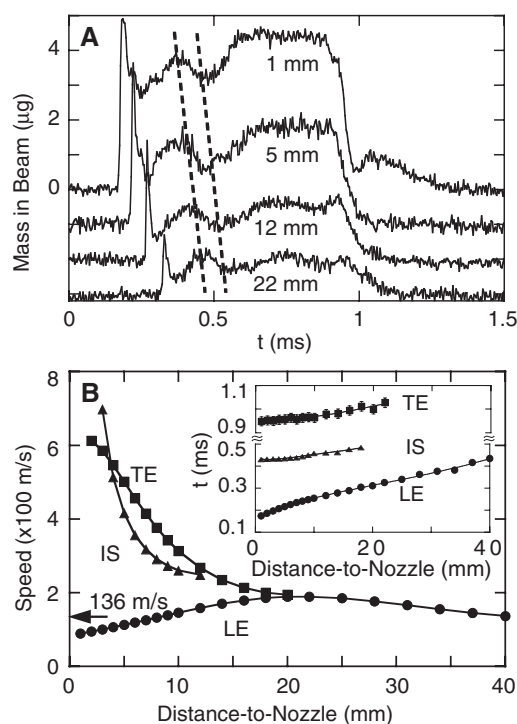 A
Mass in Beam (μg)
4
2
0
1 mm
5 mm
12 mm
22 mm
0
0.5
1
1.5
t (ms)
B
Speed (x100 m/s)
8
6
4
2
0
TE
IS
136 m/s
LE
0
10
20
30
40
Distance-to-Nozzle (mm)
t (ms)
1.1
0.9
0.5
0.3
0.1
TE
IS
LE
0
20
40
Distance-to-Nozzle (mm)